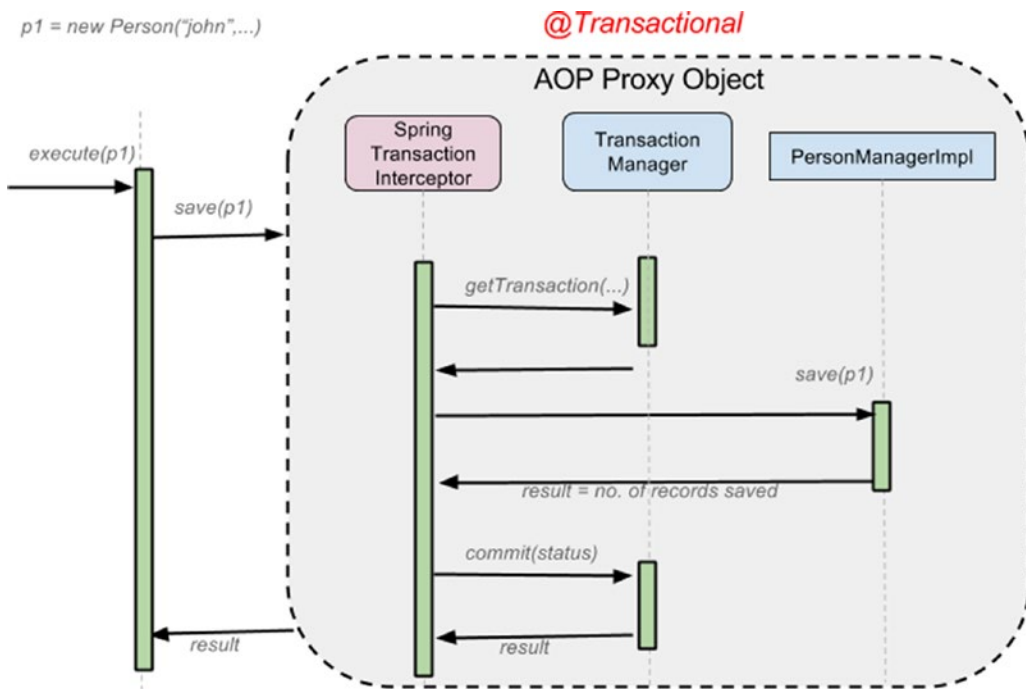 p1 = new Person(“john”,...)
@Transactional
AOP Proxy Object
Spring
Transaction
Interceptor
Transaction
Manager
PersonManagerImpl
execute(p1)
save(p1)
getTransaction(...)
save(p1)
result = no. of records saved
commit(status)
result
result